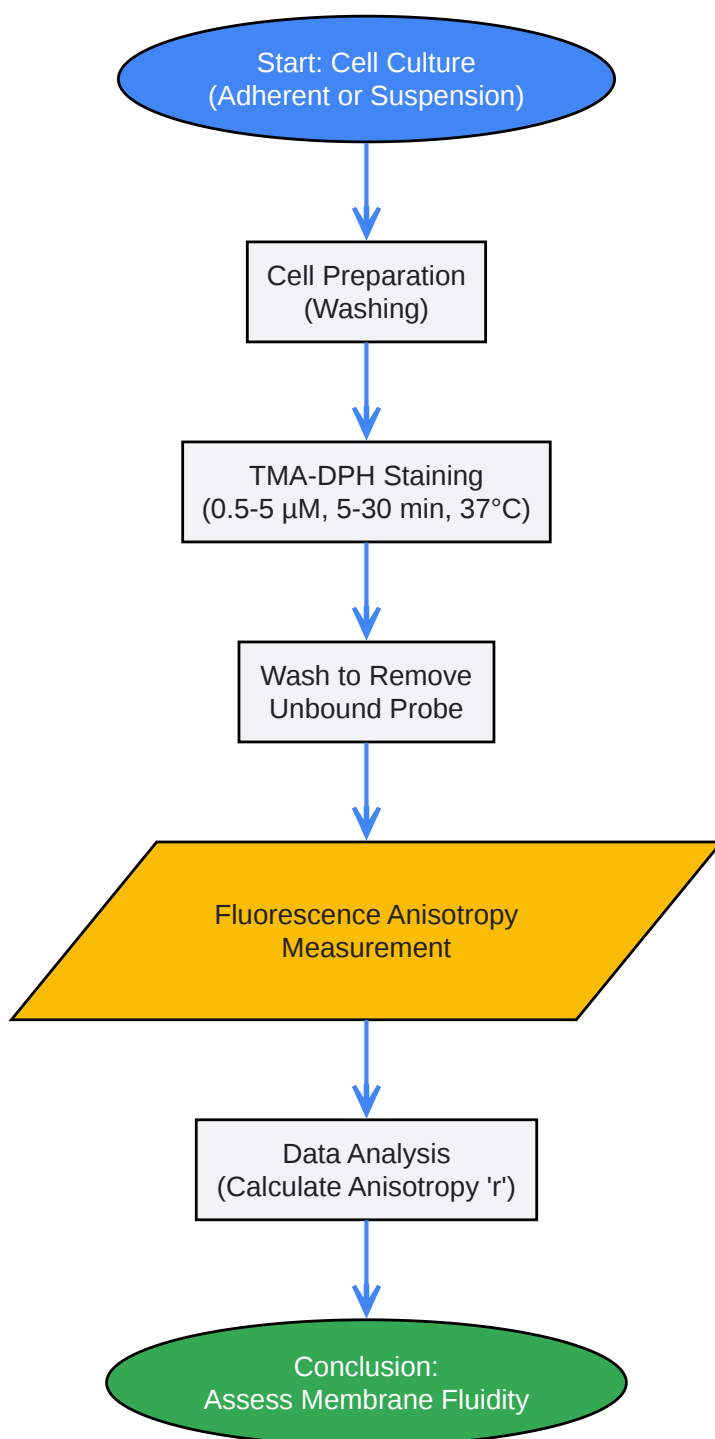 Start: Cell Culture
(Adherent or Suspension)
Cell Preparation
(Washing)
TMA-DPH Staining
(0.5-5 µM, 5-30 min, 37°C)
Wash to Remove
Unbound Probe
Fluorescence Anisotropy
Measurement
Data Analysis
(Calculate Anisotropy 'r')
Conclusion:
Assess Membrane Fluidity